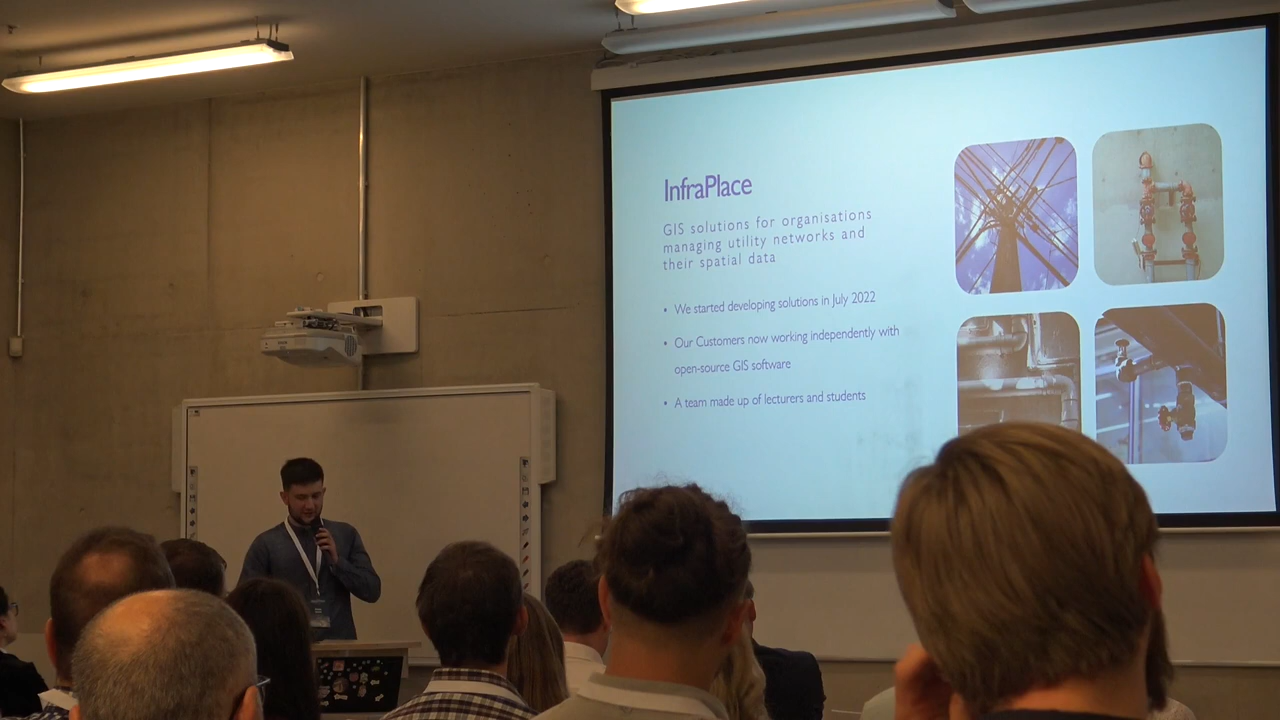 InfraPlace
GIS solutions for organisations
managing utility networks and
their spatial data
• We started developing solutions in July 2022
• Our Customers now working independently with
open-source GIS software
• A team made up of lecturers and students